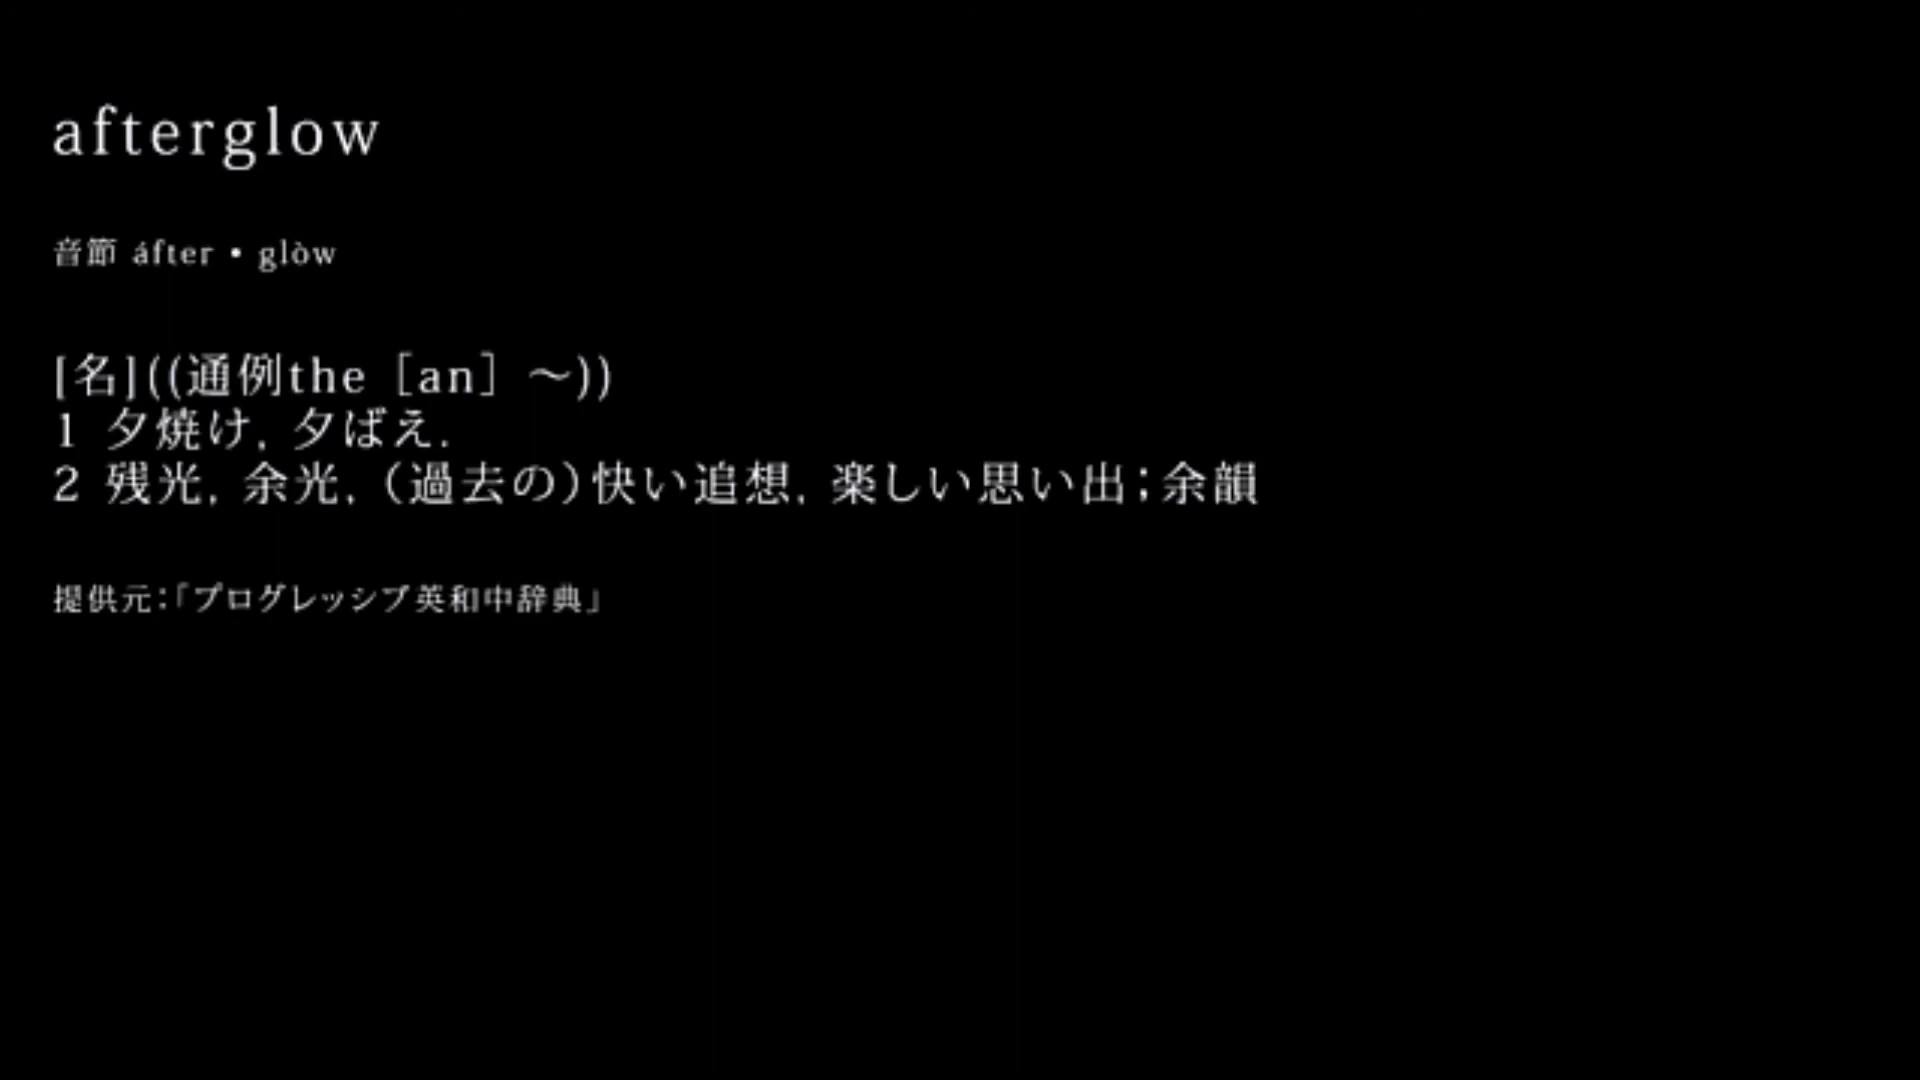 afterglow
音節 áfter • glòw
[名]((通例the［an］～))
1 夕焼け, 夕ばえ.
2 残光, 余光,（過去の）快い追想, 楽しい思い出；余韻
提供元：「プログレッシブ英和中辞典」